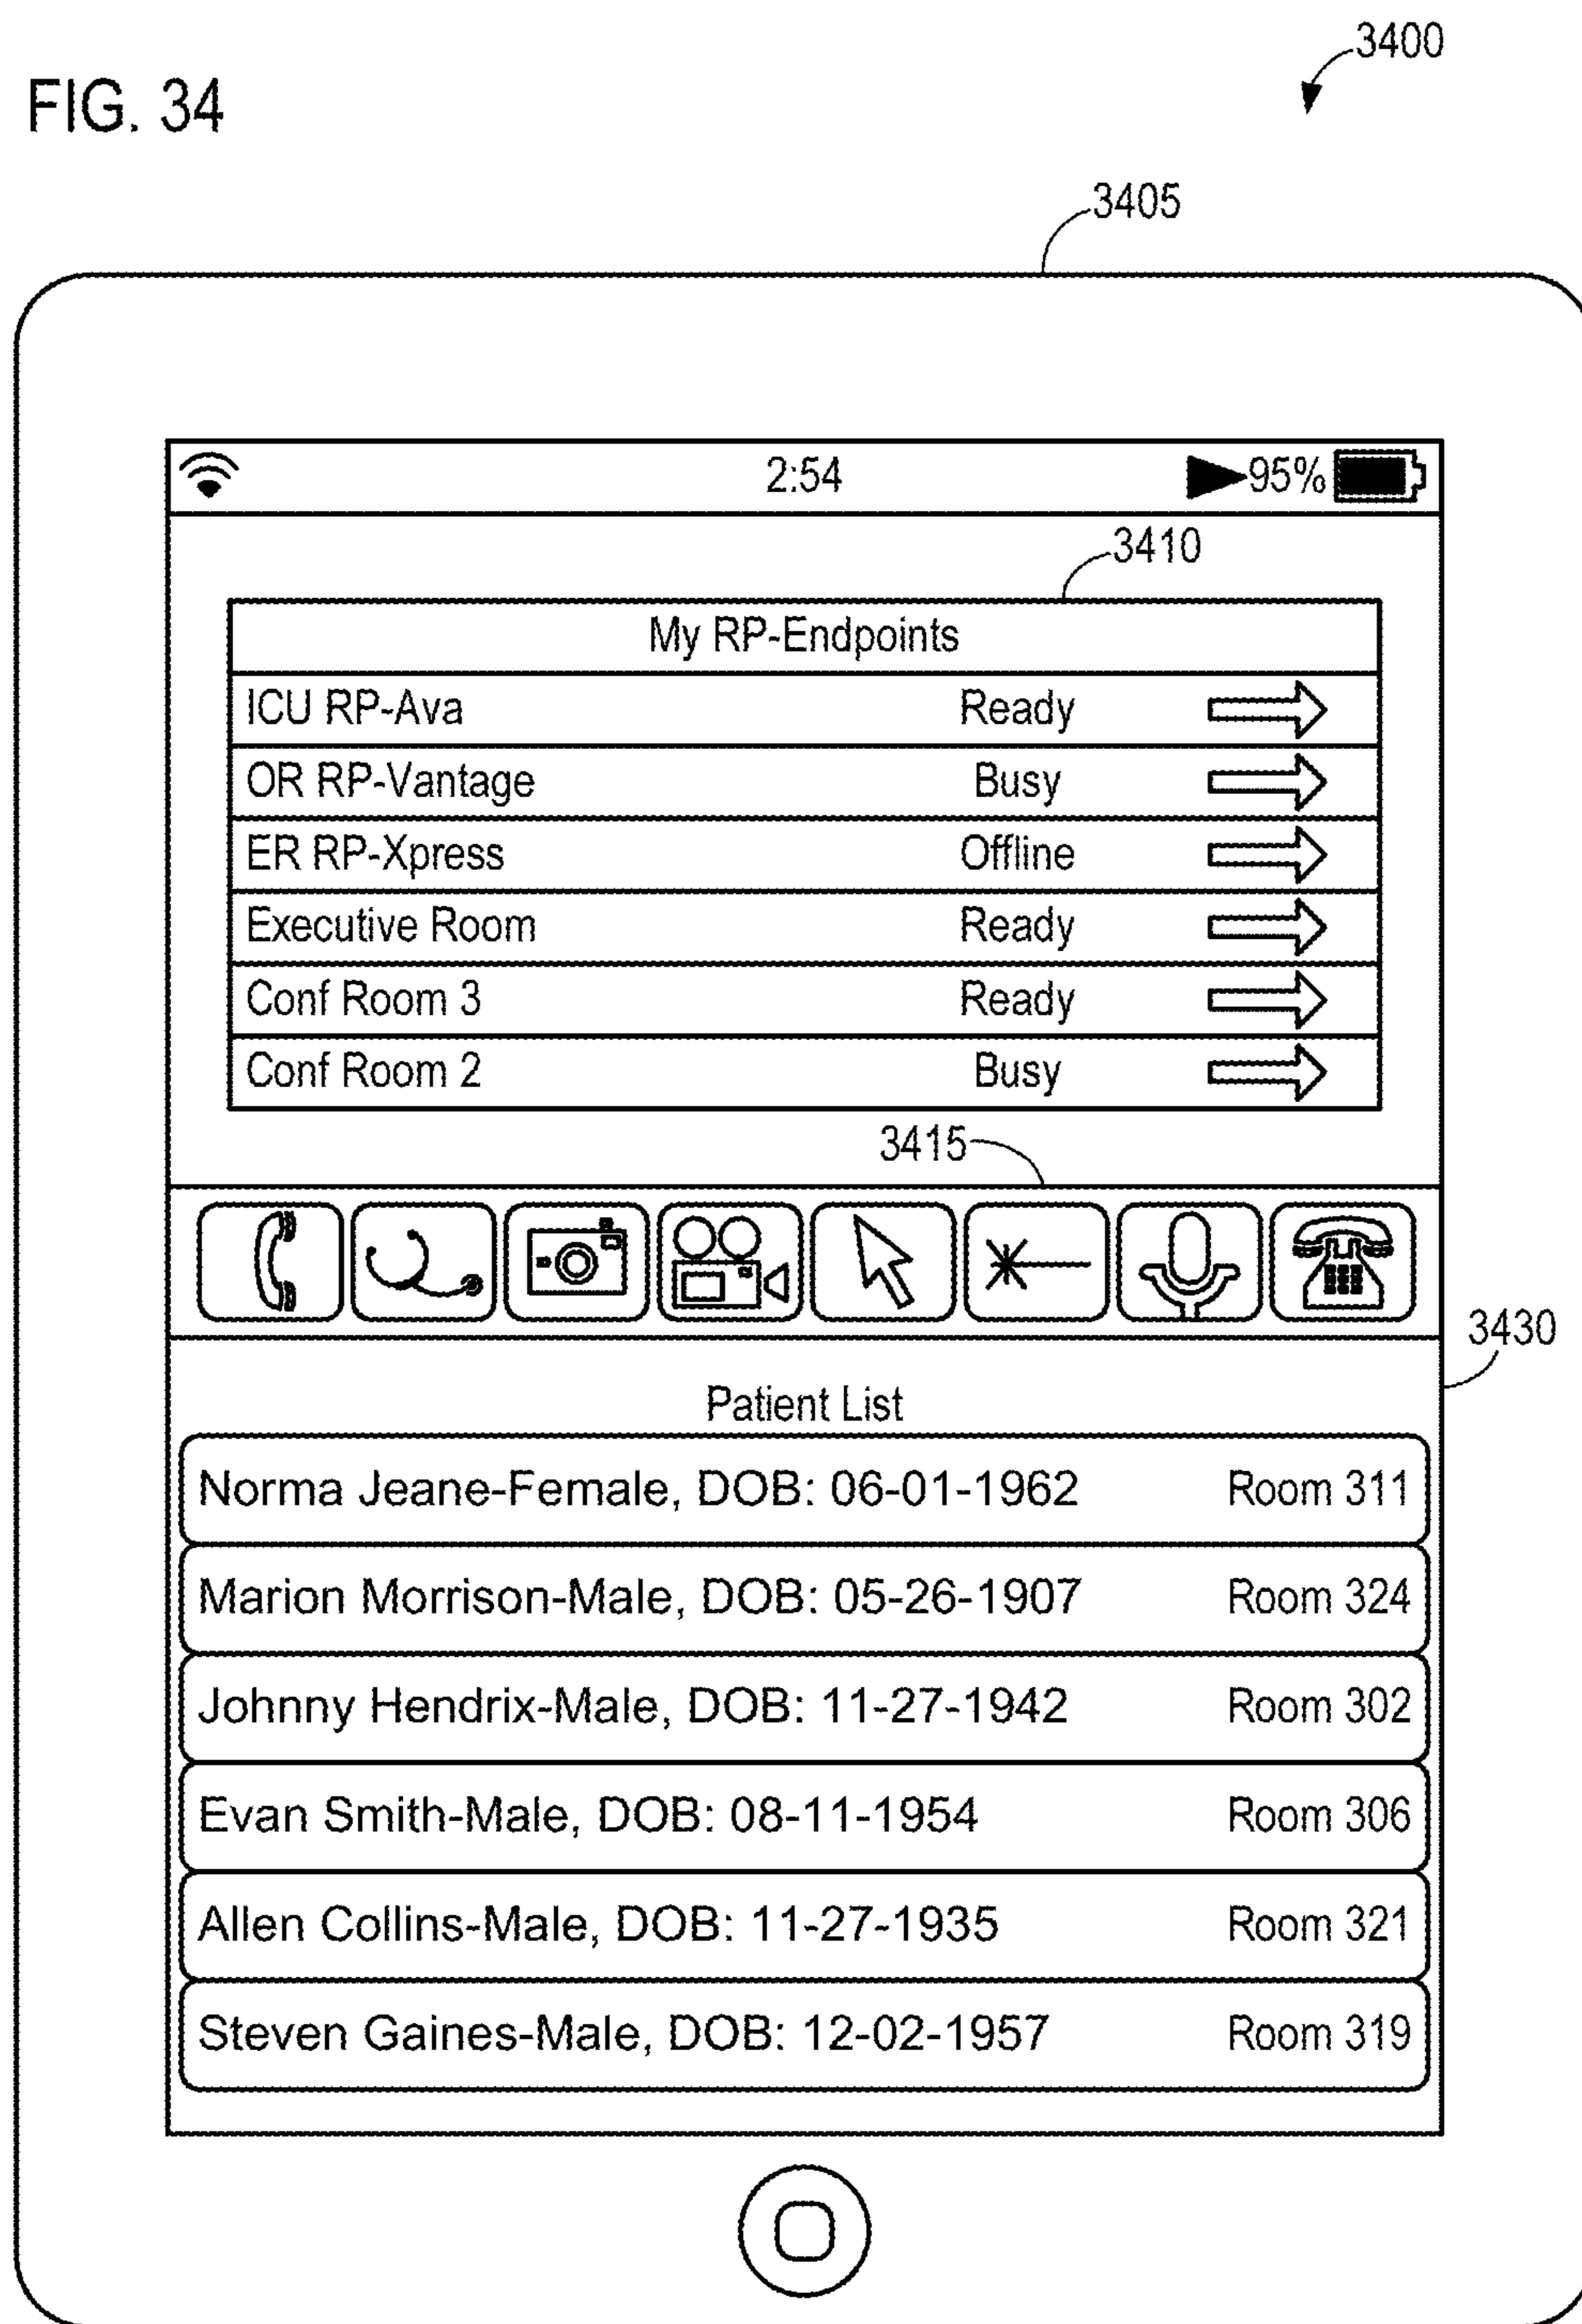 3400
FIG. 34
3405
2:54 95%
3410
My RP-Endpoints
ICU RP-Ava Ready
OR RP-Vantage Busy
ER RP-Xpress Offline
Executive Room Ready
Conf Room 3 Ready
Conf Room 2 Busy
3415
3430
Patient List
Norma Jeane-Female, DOB: 06-01-1962 Room 311
Marion Morrison-Male, DOB: 05-26-1907 Room 324
Johnny Hendrix-Male, DOB: 11-27-1942 Room 302
Evan Smith-Male, DOB: 08-11-1954 Room 306
Allen Collins-Male, DOB: 11-27-1935 Room 321
Steven Gaines-Male, DOB: 12-02-1957 Room 319